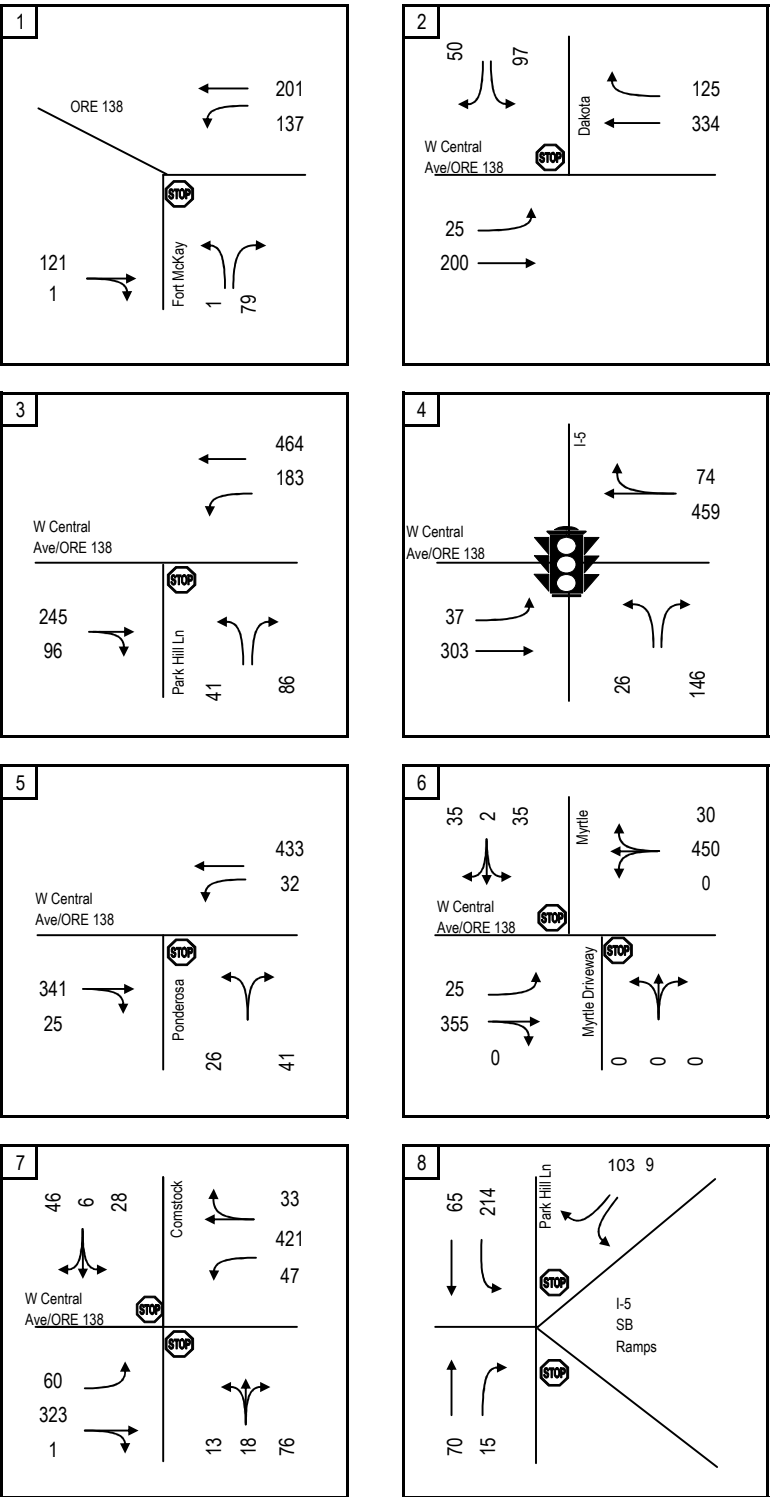 1
ORE 138
201
137
STOP
121
1
Fort McKay
1
79
2
50
97
Dakota
125
334
W Central
Ave/ORE 138
STOP
25
200
3
464
183
W Central
Ave/ORE 138
STOP
245
96
Park Hill Ln
41
86
4
I-5
74
459
W Central
Ave/ORE 138
37
303
26
146
5
433
32
W Central
Ave/ORE 138
STOP
341
25
Ponderosa
26
41
6
35
2
35
Myrtle
30
450
0
W Central
Ave/ORE 138
STOP
STOP
25
355
0
Myrtle Driveway
0
0
0
7
46
6
28
Comstock
33
421
47
W Central
Ave/ORE 138
STOP
STOP
60
323
1
13
18
76
8
65
214
Park Hill Ln
103 9
STOP
I-5
SB
Ramps
STOP
70
15